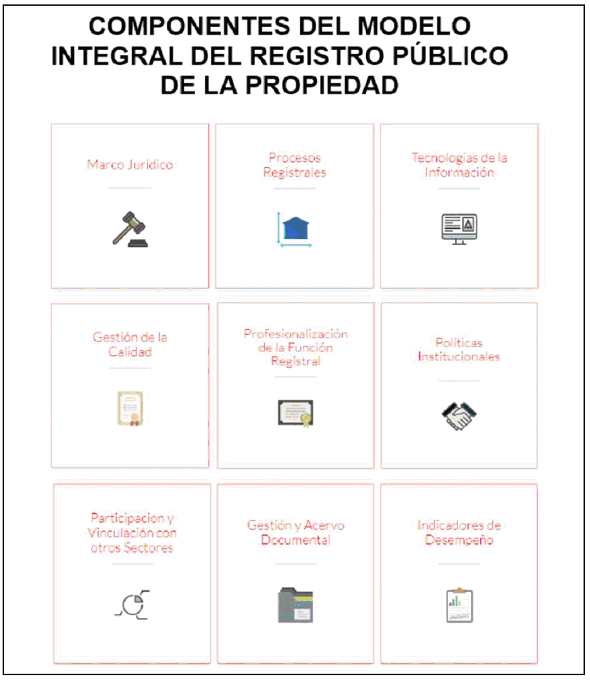 COMPONENTES DEL MODELO
INTEGRAL DEL REGISTRO PÚBLICO
DE LA PROPIEDAD
Marco Jurídico
Procesos
Registrales
Tecnologías de la
Información
Gestión de la
Calidad
Profesionalización
de la Función
Registral
Políticas
Institucionales
Participacion y
Vinculación con
otros Sectores
Gestión y Acervo
Documental
Indicadores de
Desempeño